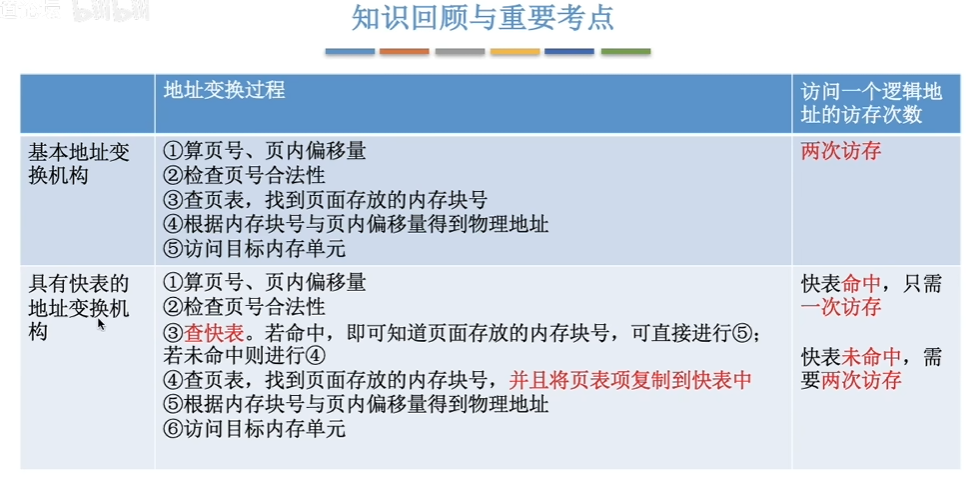 bilibili
知识回顾与重要考点
地址变换过程
访问一个逻辑地
址的访存次数
基本地址变
换机构
①算页号、页内偏移量
②检查页号合法性
③查页表，找到页面存放的内存块号
④根据内存块号与页内偏移量得到物理地址
⑤访问目标内存单元
两次访存
具有快表的
地址变换机
构
①算页号、页内偏移量
②检查页号合法性
③查快表。若命中，即可知道页面存放的内存块号，可直接进行⑤；
若未命中则进行④
④查页表，找到页面存放的内存块号，并且将页表项复制到快表中
⑤根据内存块号与页内偏移量得到物理地址
⑥访问目标内存单元
快表命中，只需
一次访存
快表未命中，需
要两次访存